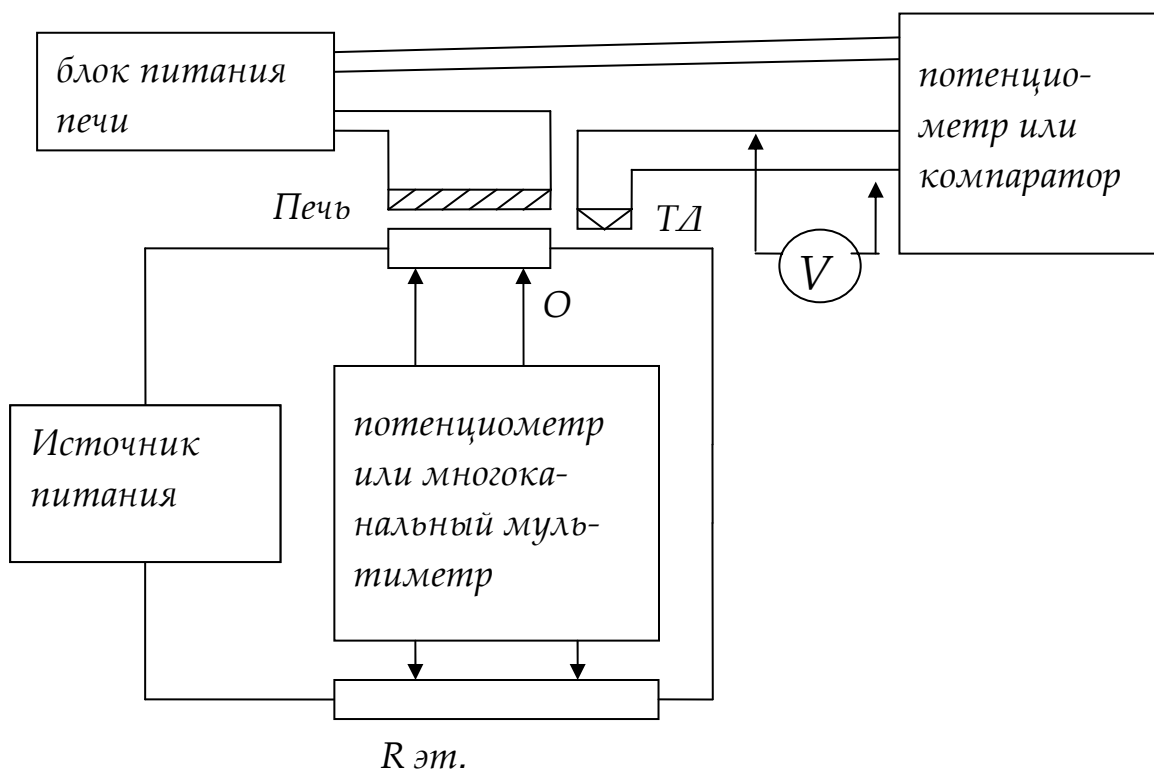 блок питания
печи
потенцио-
метр или
компаратор
Печь
ТД
V
О
Источник
питания
потенциометр
или многока-
нальный муль-
тиметр
R эт.